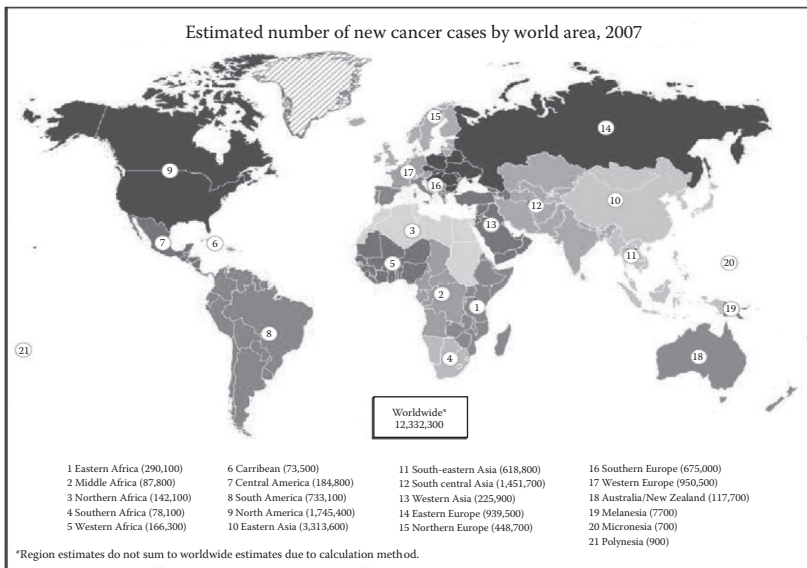 Estimated number of new cancer cases by world area, 2007
15
14
9
17
16
10
12
13
7
6
3
11
5
20
2
1
19
8
18
21
4
Worldwide*
12,332,300
1 Eastern Africa (290,100)
2 Middle Africa (87,800)
3 Northern Africa (142,100)
4 Southern Africa (78,100)
5 Western Africa (166,300)
6 Carribean (73,500)
7 Central America (184,800)
8 South America (733,100)
9 North America (1,745,400)
10 Eastern Asia (3,313,600)
11 South-eastern Asia (618,800)
12 South central Asia (1,451,700)
13 Western Asia (225,900)
14 Eastern Europe (939,500)
15 Northern Europe (448,700)
16 Southern Europe (675,000)
17 Western Europe (950,500)
18 Australia/New Zealand (117,700)
19 Melanesia (7700)
20 Micronesia (700)
21 Polynesia (900)
*Region estimates do not sum to worldwide estimates due to calculation method.